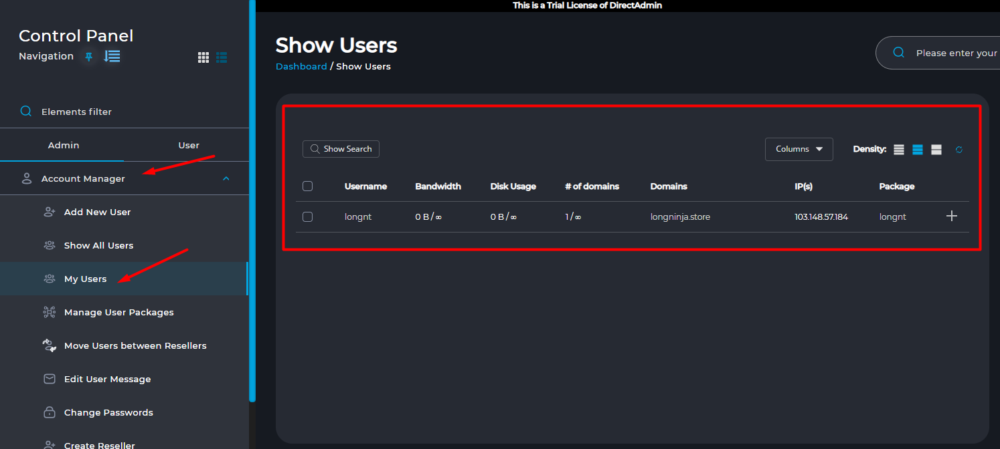 This is a Trial License of DirectAdmin
Control Panel
Navigation
Elements filter
Admin User
Account Manager
Add New User
Show All Users
My Users
Manage User Packages
Move Users between Resellers
Edit User Message
Change Passwords
Create Reseller
Show Users
Dashboard / Show Users
Please enter your
Show Search
Columns Density:
Username Bandwidth Disk Usage # of domains Domains IP(s) Package
longnt 0 B / ∞ 0 B / ∞ 1 / ∞ longninja.store 103.148.57.184 longnt